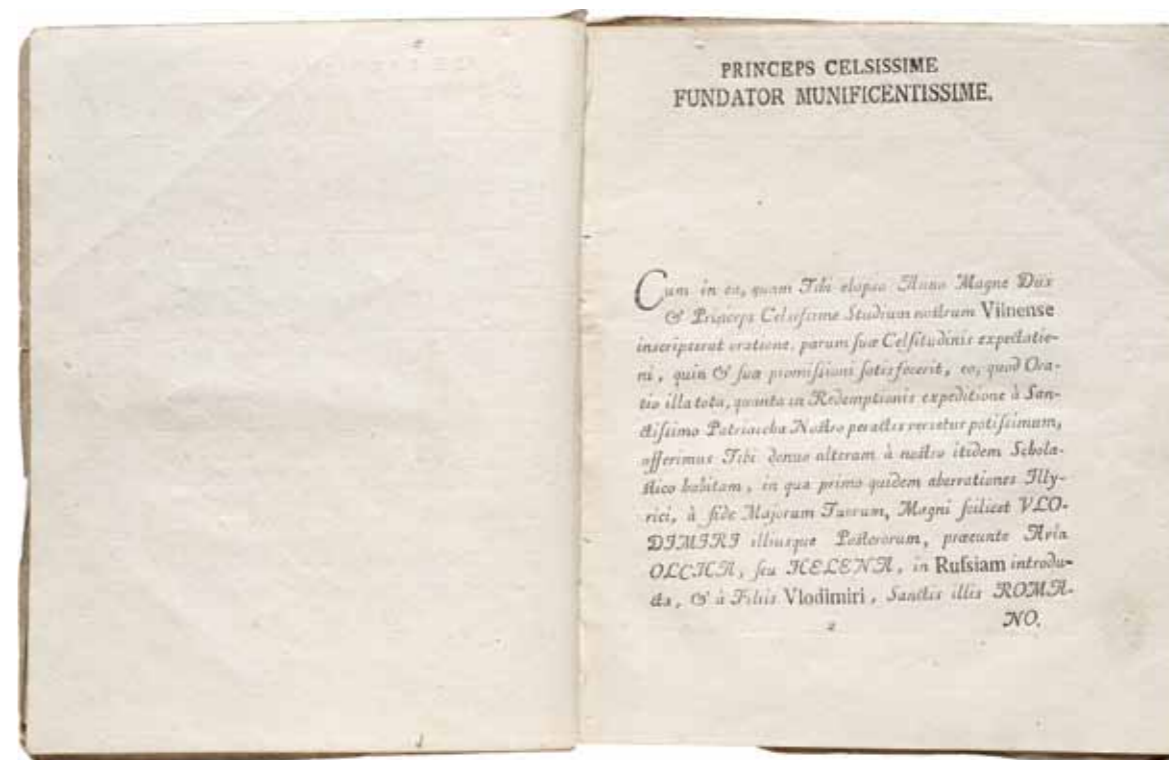 PRINCEPS CELSISSIME
FUNDATOR MUNIFICENTISSIME.
Cum in ea, quam Tibi elapso Anno Magne Dux
& Princeps Celsissime Studium nostrum Viinense
inscripserat oratione, parum suæ Celsitudinis expectatio-
ni, quin & suæ promissioni satisfecerit, eo, quod Ora-
tio illa tota, quanta in Redemptionis expeditione à San-
ctissimo Patriarcha Nostro peractis versetur potissimum,
offerimus Tibi denuo alteram à nostro itidem Schola-
stico habitam, in qua primo quidem aberrationes Illy-
rici, à fide Majorum Tuorum, Magni scilicet VLO-
DIMIRI illiusque Posterorum, præeunte Avia
OLCHA, seu HELENA, in Russiam introdu-
cta, & à Filiis Vlodimiri, Sanctis illis ROMA-
2 NO,